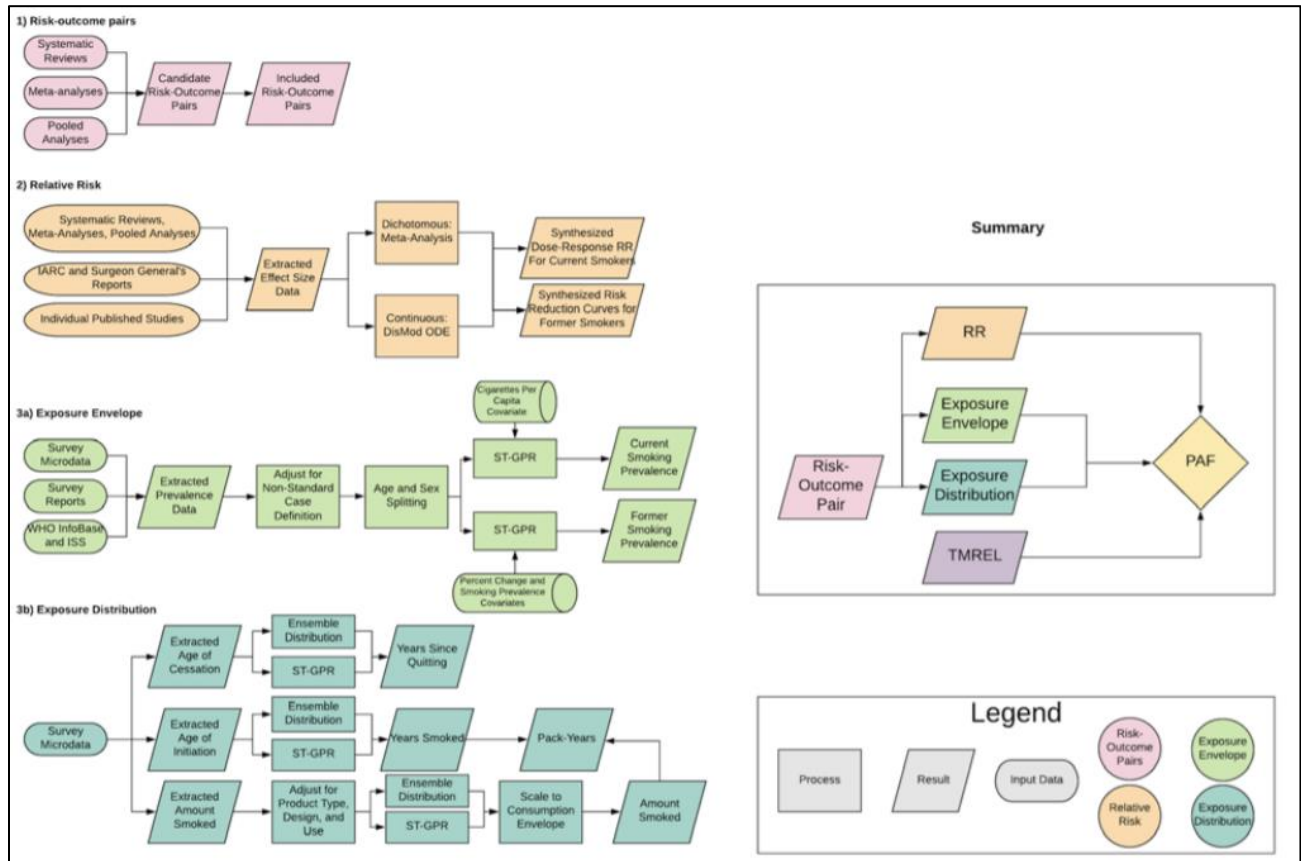 1) Risk-outcome pairs
Systematic
Reviews
Meta-analyses
Pooled
Analyses
Candidate
Risk-Outcome
Pairs
Included
Risk-Outcome
Pairs
2) Relative Risk
Systematic Reviews,
Meta-Analyses, Pooled Analyses
IARC and Surgeon General's
Reports
Individual Published Studies
Extracted
Effect Size
Data
Dichotomous:
Meta-Analysis
Continuous:
DisMod ODE
Synthesized
Dose-Response RR
For Current Smokers
Synthesized Risk
Reduction Curves for
Former Smokers
3a) Exposure Envelope
Survey
Microdata
Survey
Reports
WHO InfoBase
and ISS
Extracted
Prevalence
Data
Adjust for
Non-Standard
Case
Definition
Age and Sex
Splitting
Cigarettes Per
Capita
Covariate
ST-GPR
ST-GPR
Percent Change and
Smoking Prevalence
Covariates
Current
Smoking
Prevalence
Former
Smoking
Prevalence
3b) Exposure Distribution
Survey
Microdata
Extracted
Age of
Cessation
Ensemble
Distribution
ST-GPR
Years Since
Quitting
Extracted
Age of
Initiation
Ensemble
Distribution
ST-GPR
Years Smoked
Pack-Years
Extracted
Amount
Smoked
Adjust for
Product Type,
Design, and
Use
Ensemble
Distribution
ST-GPR
Scale to
Consumption
Envelope
Amount
Smoked
Summary
Risk-
Outcome
Pair
RR
Exposure
Envelope
Exposure
Distribution
TMREL
PAF
Legend
Process
Result
Input Data
Risk-
Outcome
Pairs
Exposure
Envelope
Relative
Risk
Exposure
Distribution